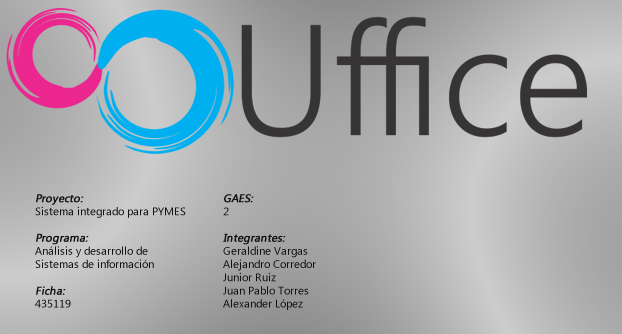 Uffice
Proyecto:
Sistema integrado para PYMES
Programa:
Análisis y desarrollo de
Sistemas de información
Ficha:
435119
GAES:
2
Integrantes:
Geraldine Vargas
Alejandro Corredor
Junior Ruiz
Juan Pablo Torres
Alexander López